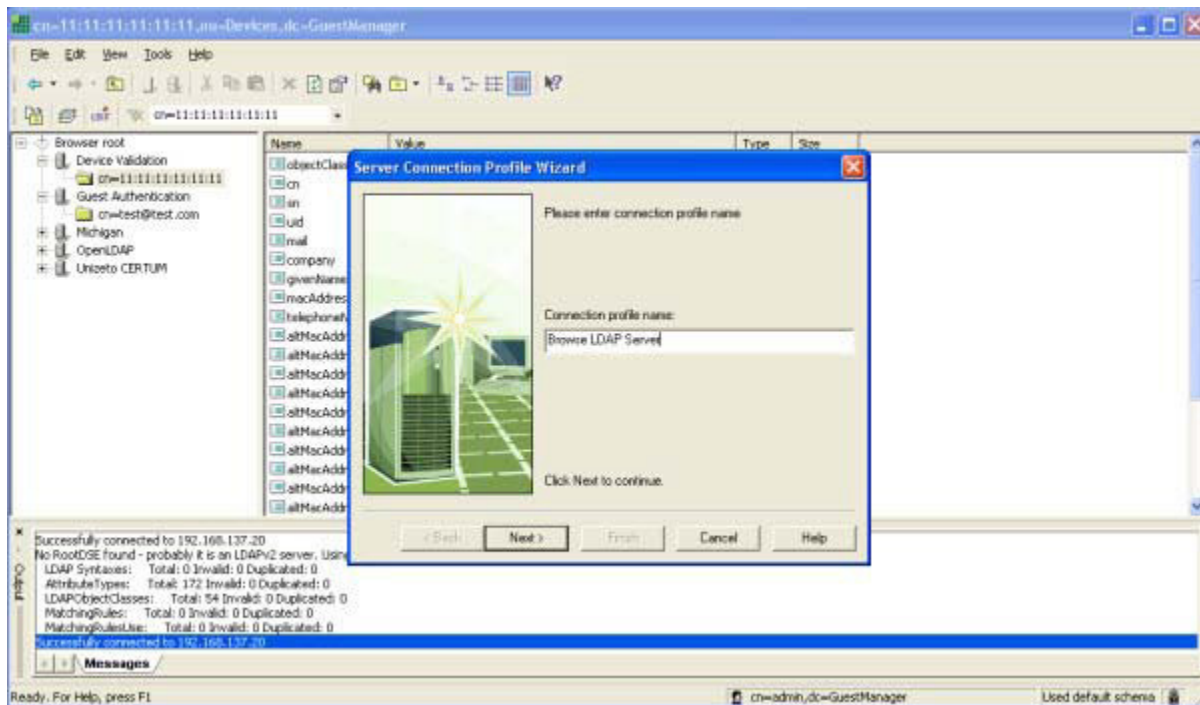 cn=11:11:11:11:11:11,ou=Devices,dc=GuestManager
File Edit View Tools Help
cn=11:11:11:11:11:11
Browser root
Device Validation
cn=11:11:11:11:11:11
Guest Authentication
cn=test@test.com
Michigan
OpenLDAP
Unizeto CERTUM
Name Value Type Size
objectClass
cn
sn
uid
mail
company
givenName
macAddres
telephoneN
altMacAddr
altMacAddr
altMacAddr
altMacAddr
altMacAddr
altMacAddr
altMacAddr
altMacAddr
altMacAddr
altMacAddr
Server Connection Profile Wizard
Please enter connection profile name
Connection profile name:
Browse LDAP Server
Click Next to continue.
< Back Next > Finish Cancel Help
Output
Successfully connected to 192.168.137.20
No RootDSE found - probably it is an LDAPv2 server. Using
LDAP Syntaxes: Total: 0 Invalid: 0 Duplicated: 0
AttributeTypes: Total: 172 Invalid: 0 Duplicated: 0
LDAPObjectClasses: Total: 54 Invalid: 0 Duplicated: 0
MatchingRules: Total: 0 Invalid: 0 Duplicated: 0
MatchingRulesUse: Total: 0 Invalid: 0 Duplicated: 0
Successfully connected to 192.168.137.20
Messages
Ready. For Help, press F1
cn=admin,dc=GuestManager
Used default schema